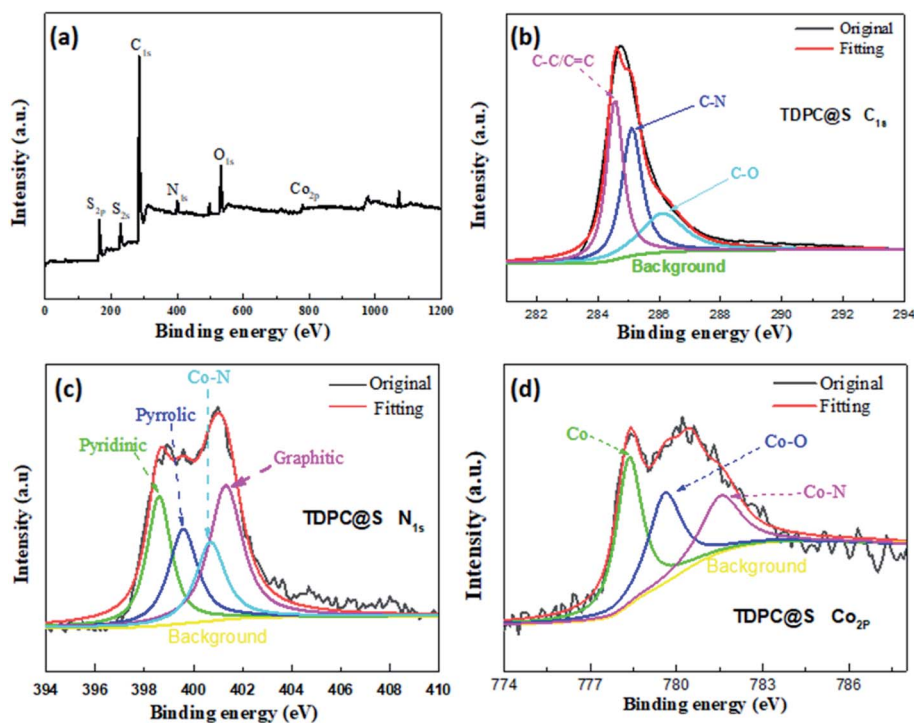 (a)
C1s
O1s
S2p
S2s
N1s
Co2p
Intensity (a.u.)
0 200 400 600 800 1000 1200
Binding energy (eV)
(b)
Original
Fitting
C-C/C=C
C-N
TDPC@S C1s
C-O
Background
Intensity (a.u.)
282 284 286 288 290 292 294
Binding energy (eV)
(c)
Co-N
Original
Fitting
Pyrrolic
Pyridinic
Graphitic
TDPC@S N1s
Background
Intensity (a.u)
394 396 398 400 402 404 406 408 410
Binding energy (eV)
(d)
Original
Fitting
Co
Co-O
Co-N
Background
TDPC@S Co2P
Intensity (a.u.)
774 777 780 783 786
Binding energy (eV)